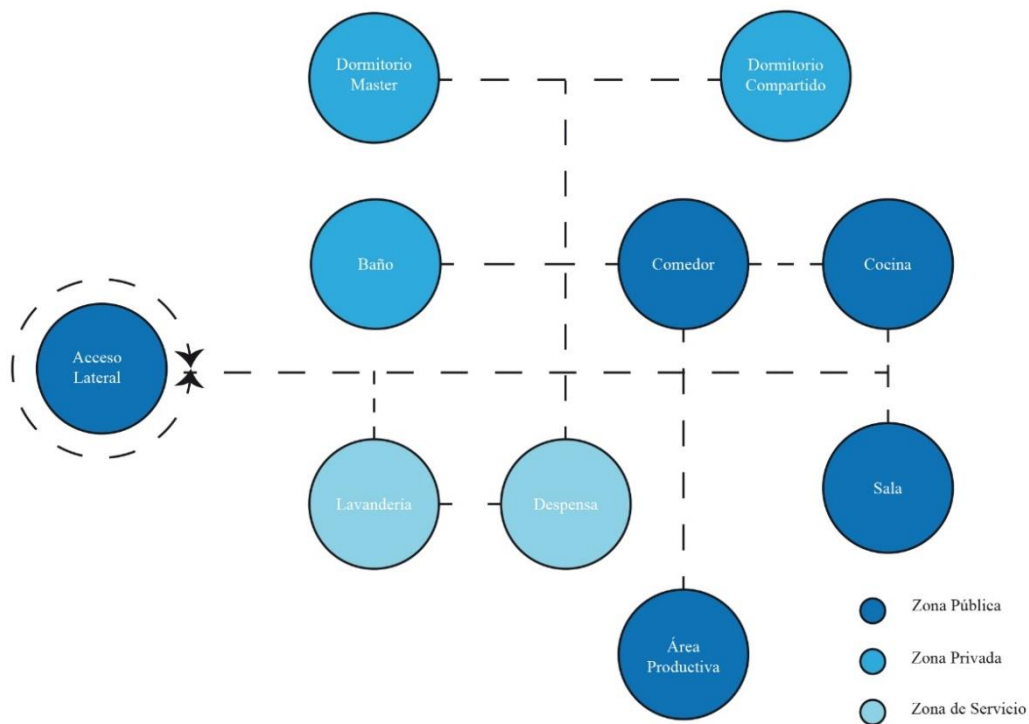 Dormitorio
Master
Dormitorio
Compartido
Baño
Comedor
Cocina
Acceso
Lateral
Lavandería
Despensa
Sala
Área
Productiva
Zona Pública
Zona Privada
Zona de Servicio